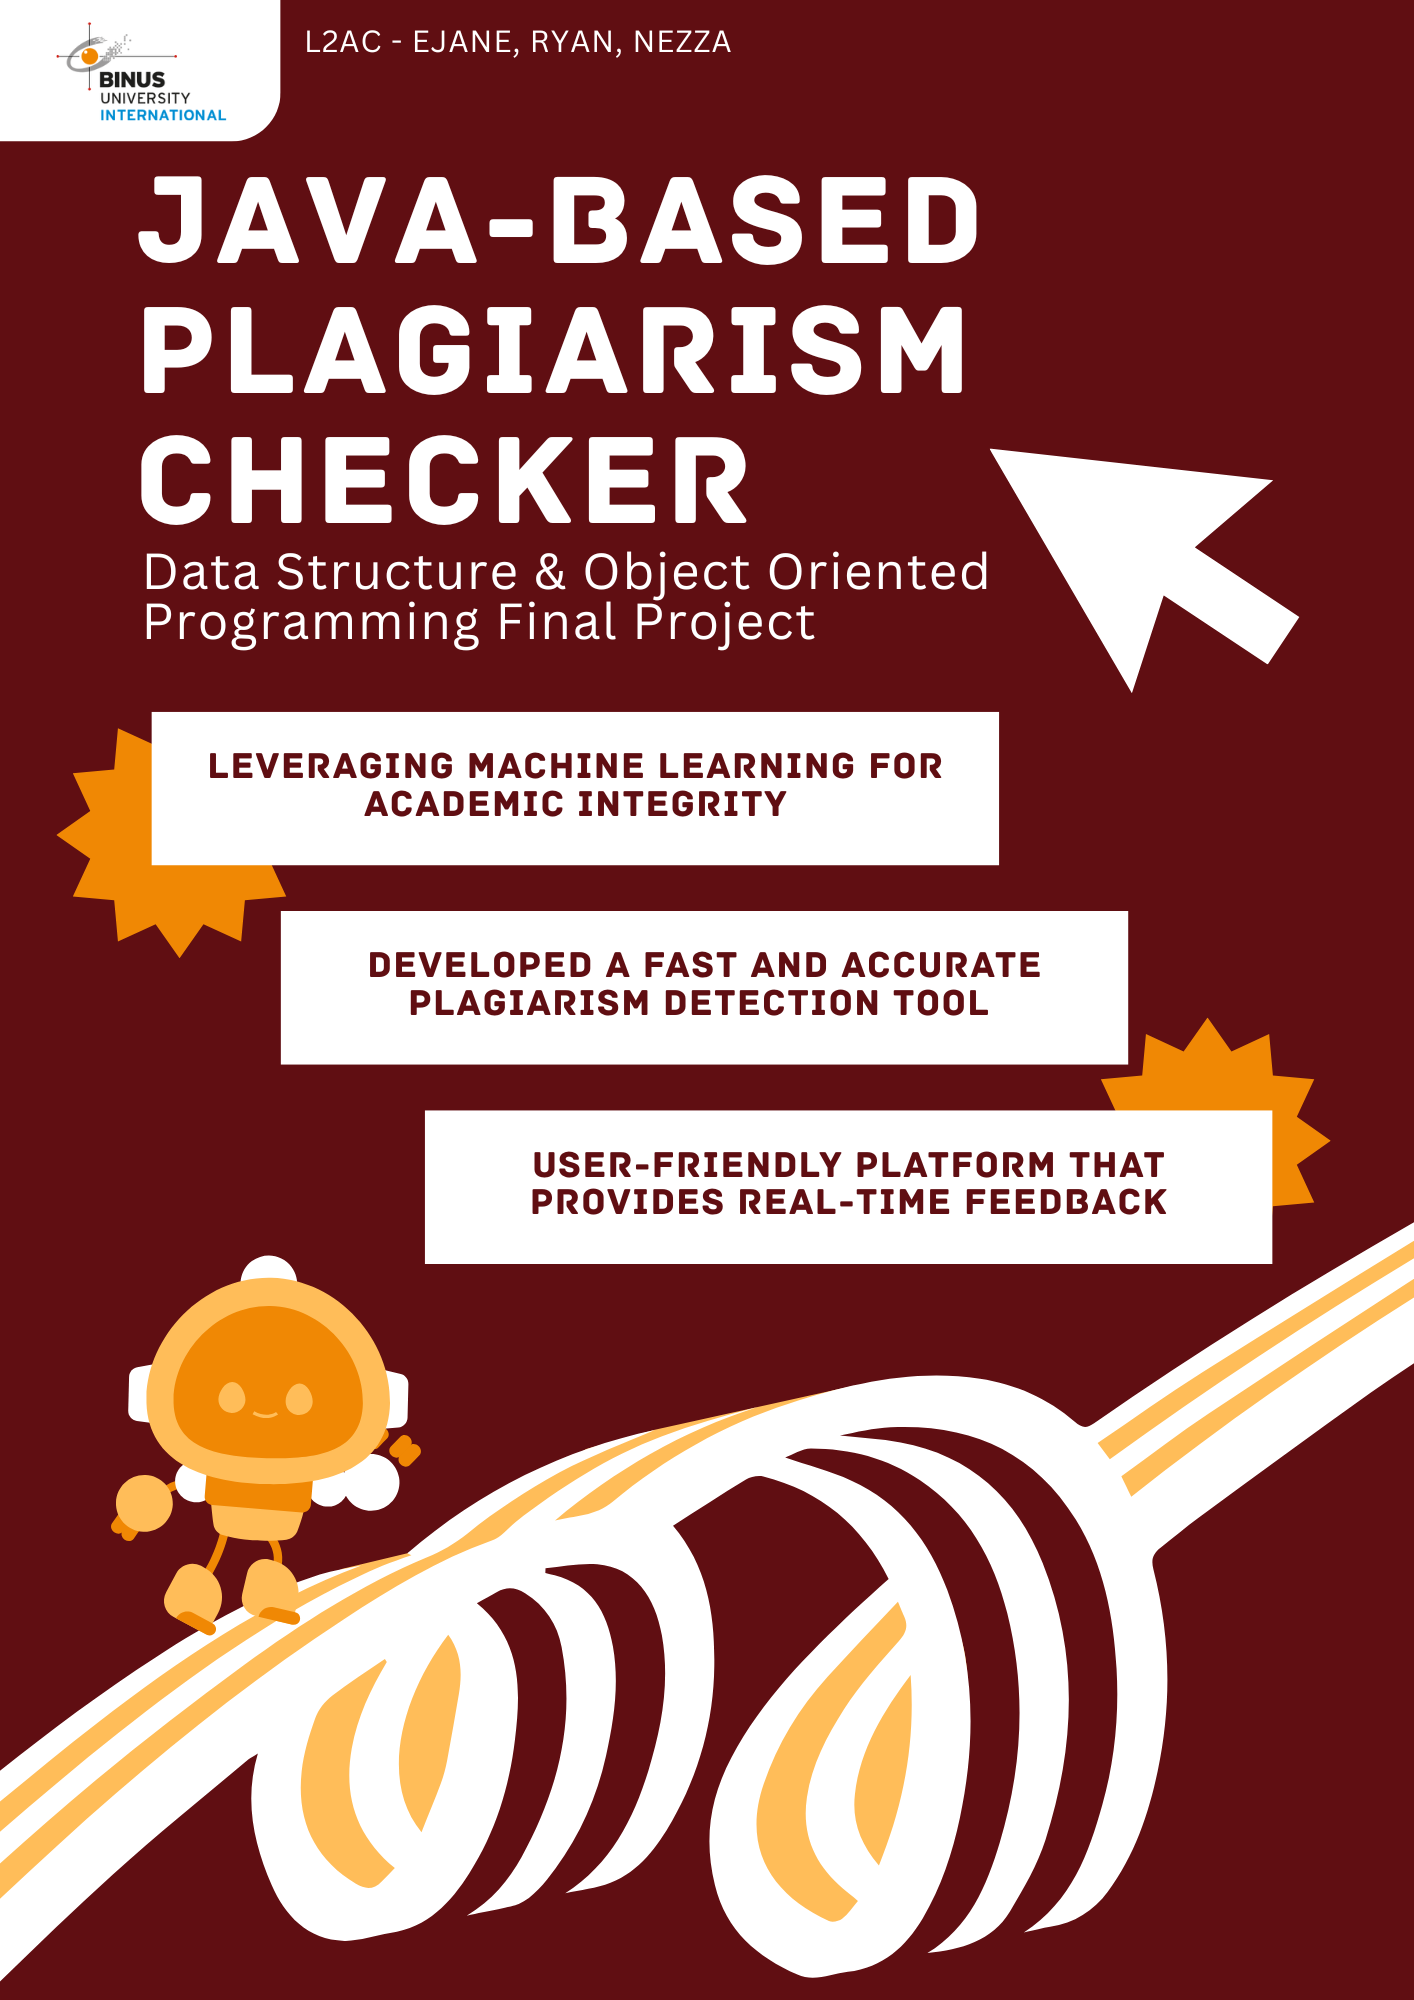 BINUS
UNIVERSITY
INTERNATIONAL
L2AC - EJANE, RYAN, NEZZA
JAVA-BASED
PLAGIARISM
CHECKER
Data Structure & Object Oriented
Programming Final Project
LEVERAGING MACHINE LEARNING FOR
ACADEMIC INTEGRITY
DEVELOPED A FAST AND ACCURATE
PLAGIARISM DETECTION TOOL
USER-FRIENDLY PLATFORM THAT
PROVIDES REAL-TIME FEEDBACK